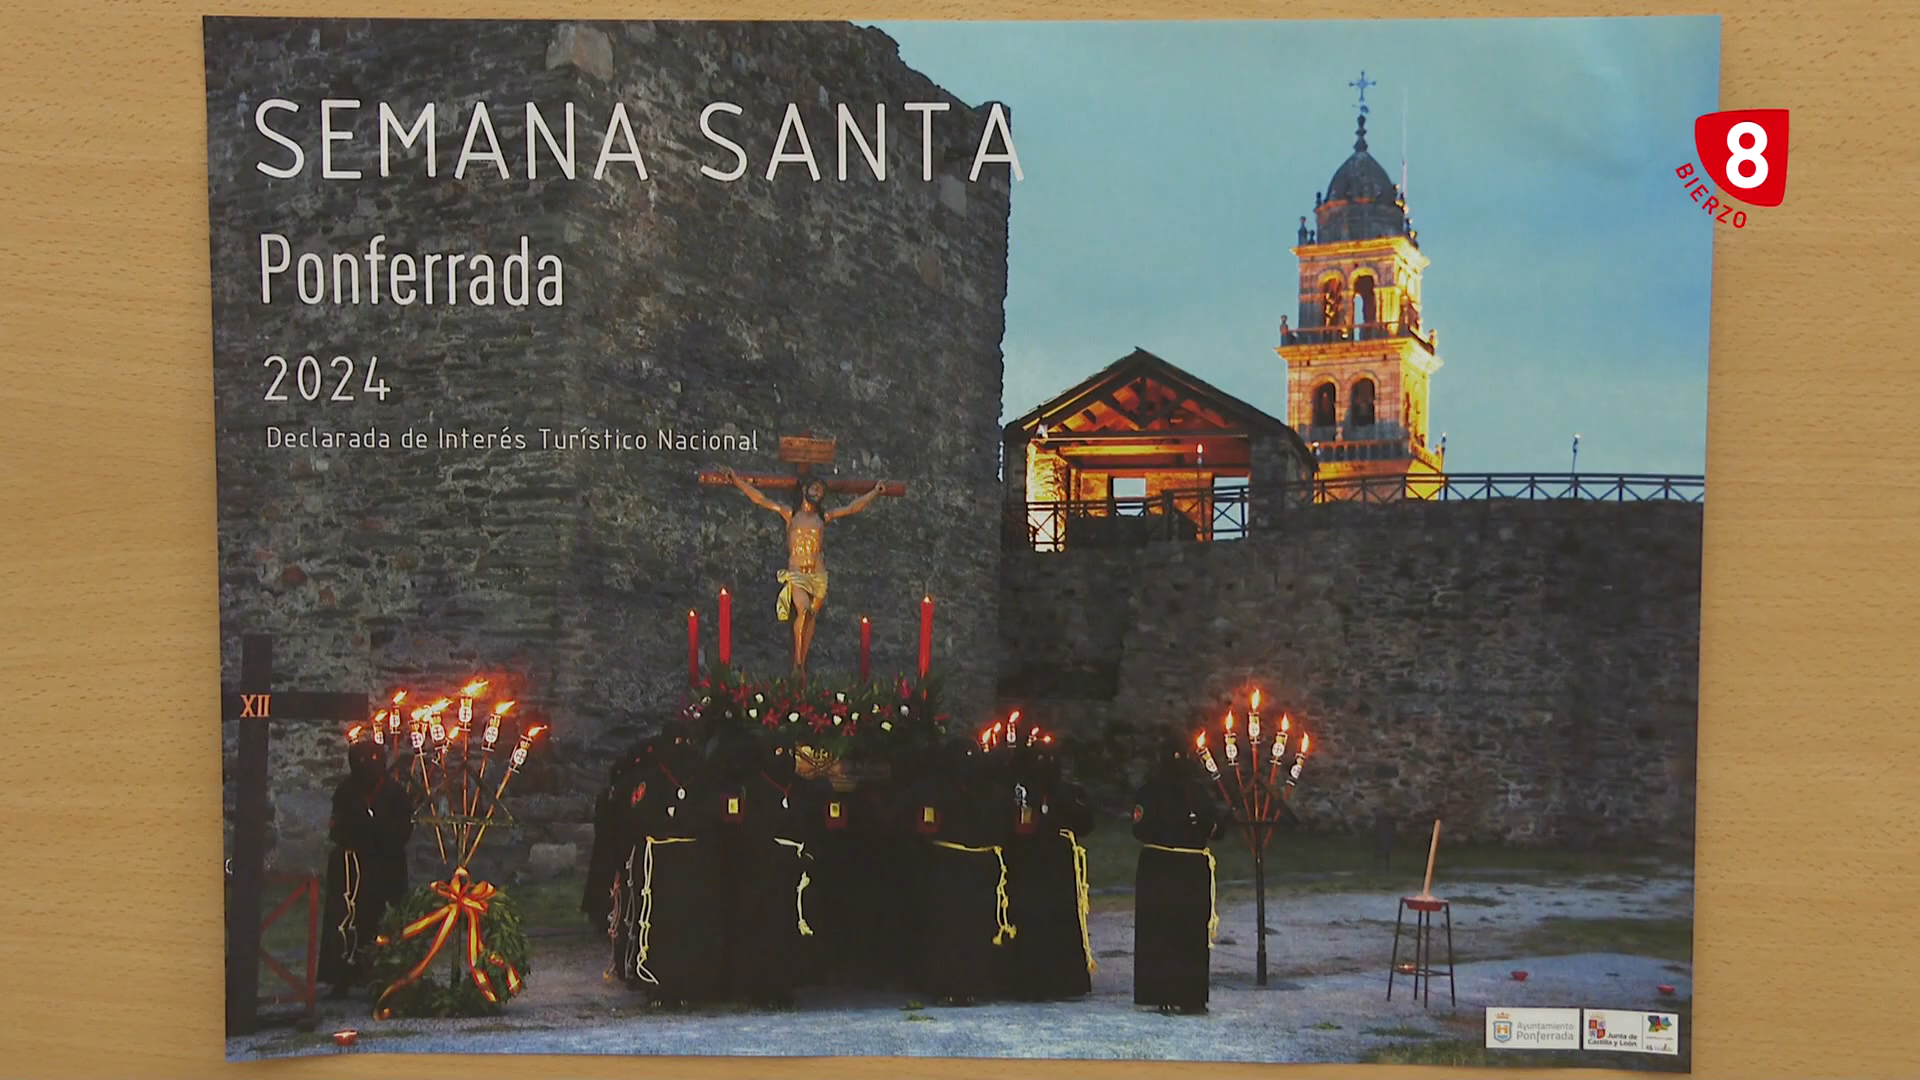 SEMANA SANTA
Ponferrada
2024
Declarada de Interés Turístico Nacional
8
BIERZO
XII
Ayuntamiento
Ponferrada
Junta de
Castilla y León